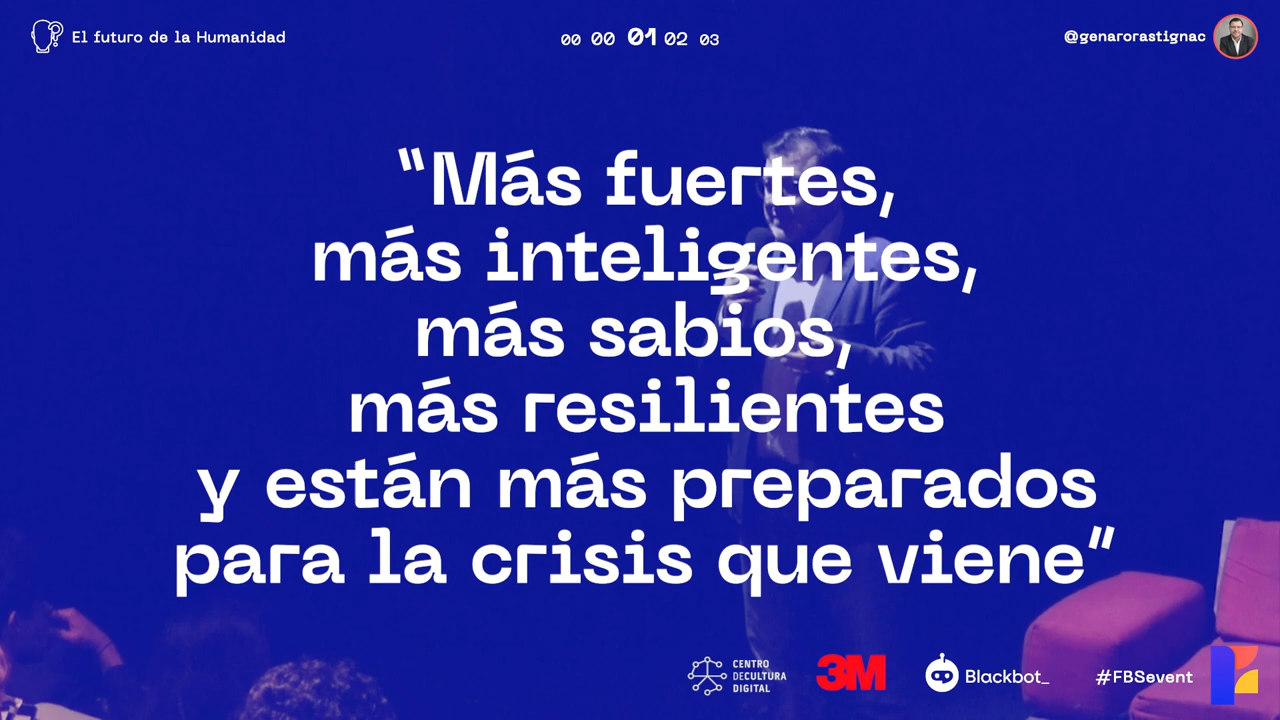 El futuro de la Humanidad
00 00 01 02 03
@genarorastignac
"Más fuertes,
más inteligentes,
más sabios,
más resilientes
y están más preparados
para la crisis que viene"
CENTRO
DECULTURA
DIGITAL
3M
Blackbot_
#FBSevent